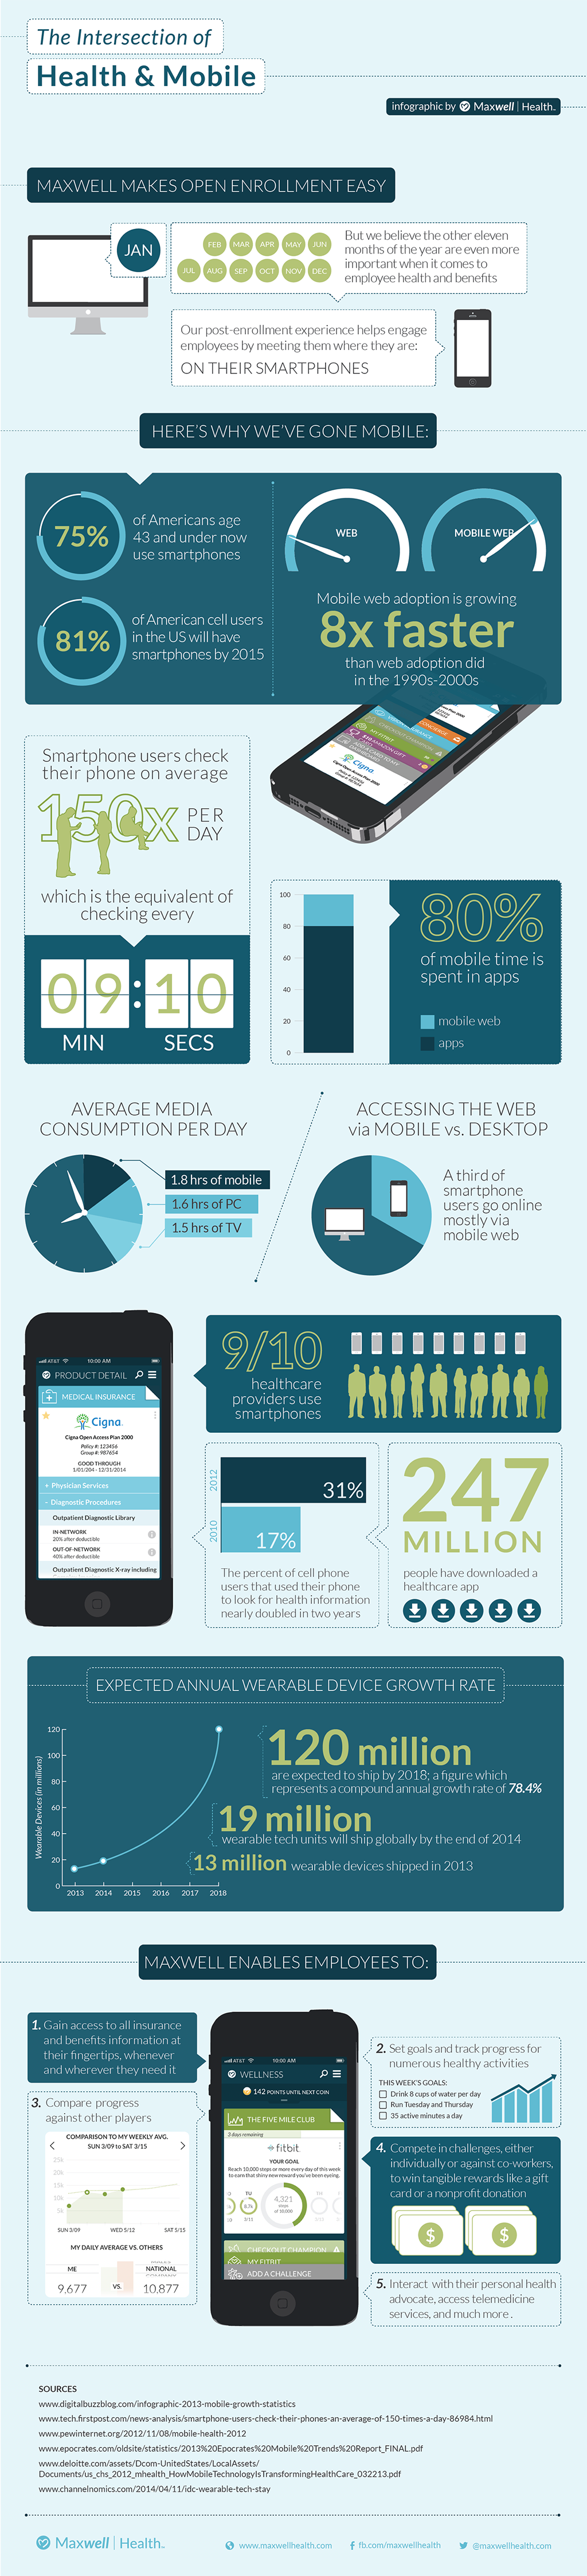 The Intersection of
Health & Mobile
infographic by Maxwell | Health.
MAXWELL MAKES OPEN ENROLLMENT EASY
JAN
FEB MAR APR MAY JUN
JUL AUG SEP OCT NOV DEC
But we believe the other eleven
months of the year are even more
important when it comes to
employee health and benefits
Our post-enrollment experience helps engage
employees by meeting them where they are:
ON THEIR SMARTPHONES
HERE'S WHY WE'VE GONE MOBILE:
75%
of Americans age
43 and under now
use smartphones
81%
of American cell users
in the US will have
smartphones by 2015
WEB
MOBILE WEB
Mobile web adoption is growing
8x faster
than web adoption did
in the 1990s-2000s
CONCIERGE
MY FITBIT
$10 AMAZON GIFT
Cigna
Cigna Open Access Plan 2000
Smartphone users check
their phone on average
150x PER
DAY
which is the equivalent of
checking every
09:10
MIN SECS
100
80
60
40
20
0
80%
of mobile time is
spent in apps
mobile web
apps
AVERAGE MEDIA
CONSUMPTION PER DAY
1.8 hrs of mobile
1.6 hrs of PC
1.5 hrs of TV
ACCESSING THE WEB
via MOBILE vs. DESKTOP
A third of
smartphone
users go online
mostly via
mobile web
AT&T 10:00 AM
PRODUCT DETAIL
MEDICAL INSURANCE
Cigna.
Cigna Open Access Plan 2000
Policy #: 123456
Group #: 987654
GOOD THROUGH
1/01/204 - 12/31/2014
+ Physician Services
- Diagnostic Procedures
Outpatient Diagnostic Library
IN-NETWORK
20% after deductible
OUT-OF-NETWORK
40% after deductible
Outpatient Diagnostic X-ray including
9/10
healthcare
providers use
smartphones
2012
31%
2010
17%
The percent of cell phone
users that used their phone
to look for health information
nearly doubled in two years
247
MILLION
people have downloaded a
healthcare app
EXPECTED ANNUAL WEARABLE DEVICE GROWTH RATE
Wearable Devices (in millions)
120
100
80
60
40
20
0
2013 2014 2015 2016 2017 2018
120 million
are expected to ship by 2018; a figure which
represents a compound annual growth rate of 78.4%
19 million
wearable tech units will ship globally by the end of 2014
13 million wearable devices shipped in 2013
MAXWELL ENABLES EMPLOYEES TO:
1. Gain access to all insurance
and benefits information at
their fingertips, whenever
and wherever they need it
2. Set goals and track progress for
numerous healthy activities
THIS WEEK'S GOALS:
Drink 8 cups of water per day
Run Tuesday and Thursday
35 active minutes a day
3. Compare progress
against other players
COMPARISON TO MY WEEKLY AVG.
SUN 3/09 to SAT 3/15
25k
20k
15k
10k
5k
SUN 3/09 WED 5/12 SAT 5/15
MY DAILY AVERAGE VS. OTHERS
ME
NATIONAL
9,677 VS. 10,877
AT&T 10:00 AM
WELLNESS
142 POINTS UNTIL NEXT COIN
THE FIVE MILE CLUB
3 days remaining
fitbit
YOUR GOAL
Reach 10,000 steps or more every day of this week
to earn that shiny new reward you've been eyeing.
TU
4,321
steps
of 10,000
TH
CHECKOUT CHAMPION
MY FITBIT
ADD A CHALLENGE
4. Compete in challenges, either
individually or against co-workers,
to win tangible rewards like a gift
card or a nonprofit donation
$ $
5. Interact with their personal health
advocate, access telemedicine
services, and much more.
SOURCES
www.digitalbuzzblog.com/infographic-2013-mobile-growth-statistics
www.tech.firstpost.com/news-analysis/smartphone-users-check-their-phones-an-average-of-150-times-a-day-86984.html
www.pewinternet.org/2012/11/08/mobile-health-2012
www.epocrates.com/oldsite/statistics/2013%20Epocrates%20Mobile%20Trends%20Report_FINAL.pdf
www.deloitte.com/assets/Dcom-UnitedStates/LocalAssets/
Documents/us_chs_2012_mhealth_HowMobileTechnologyIsTransformingHealthCare_032213.pdf
www.channelnomics.com/2014/04/11/idc-wearable-tech-stay
Maxwell | Health.
www.maxwellhealth.com
fb.com/maxwellhealth
@maxwellhealth.com